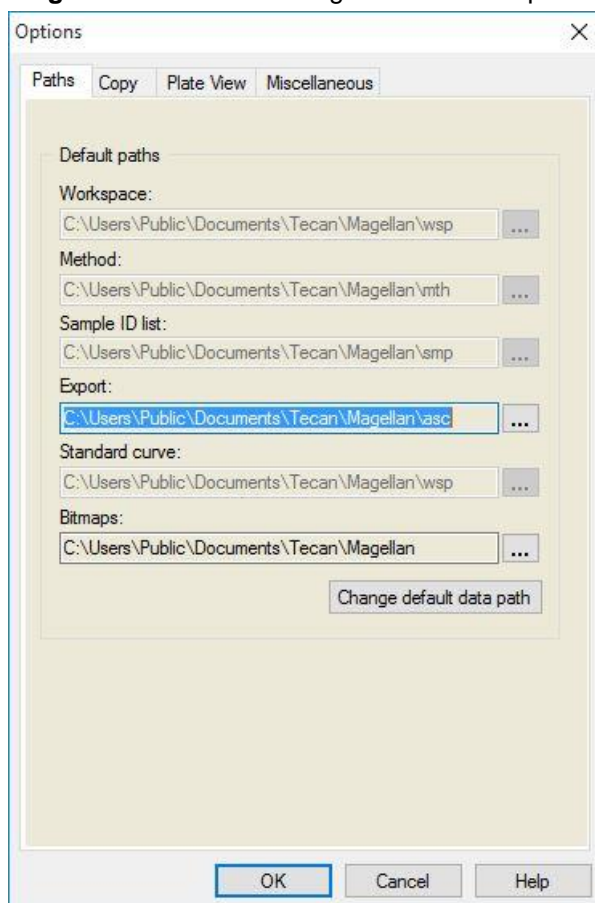 Options
Paths Copy Plate View Miscellaneous
Default paths
Workspace:
C:\Users\Public\Documents\Tecan\Magellan\wsp ...
Method:
C:\Users\Public\Documents\Tecan\Magellan\mth ...
Sample ID list:
C:\Users\Public\Documents\Tecan\Magellan\smp ...
Export:
C:\Users\Public\Documents\Tecan\Magellan\asc ...
Standard curve:
C:\Users\Public\Documents\Tecan\Magellan\wsp ...
Bitmaps:
C:\Users\Public\Documents\Tecan\Magellan ...
Change default data path
OK Cancel Help